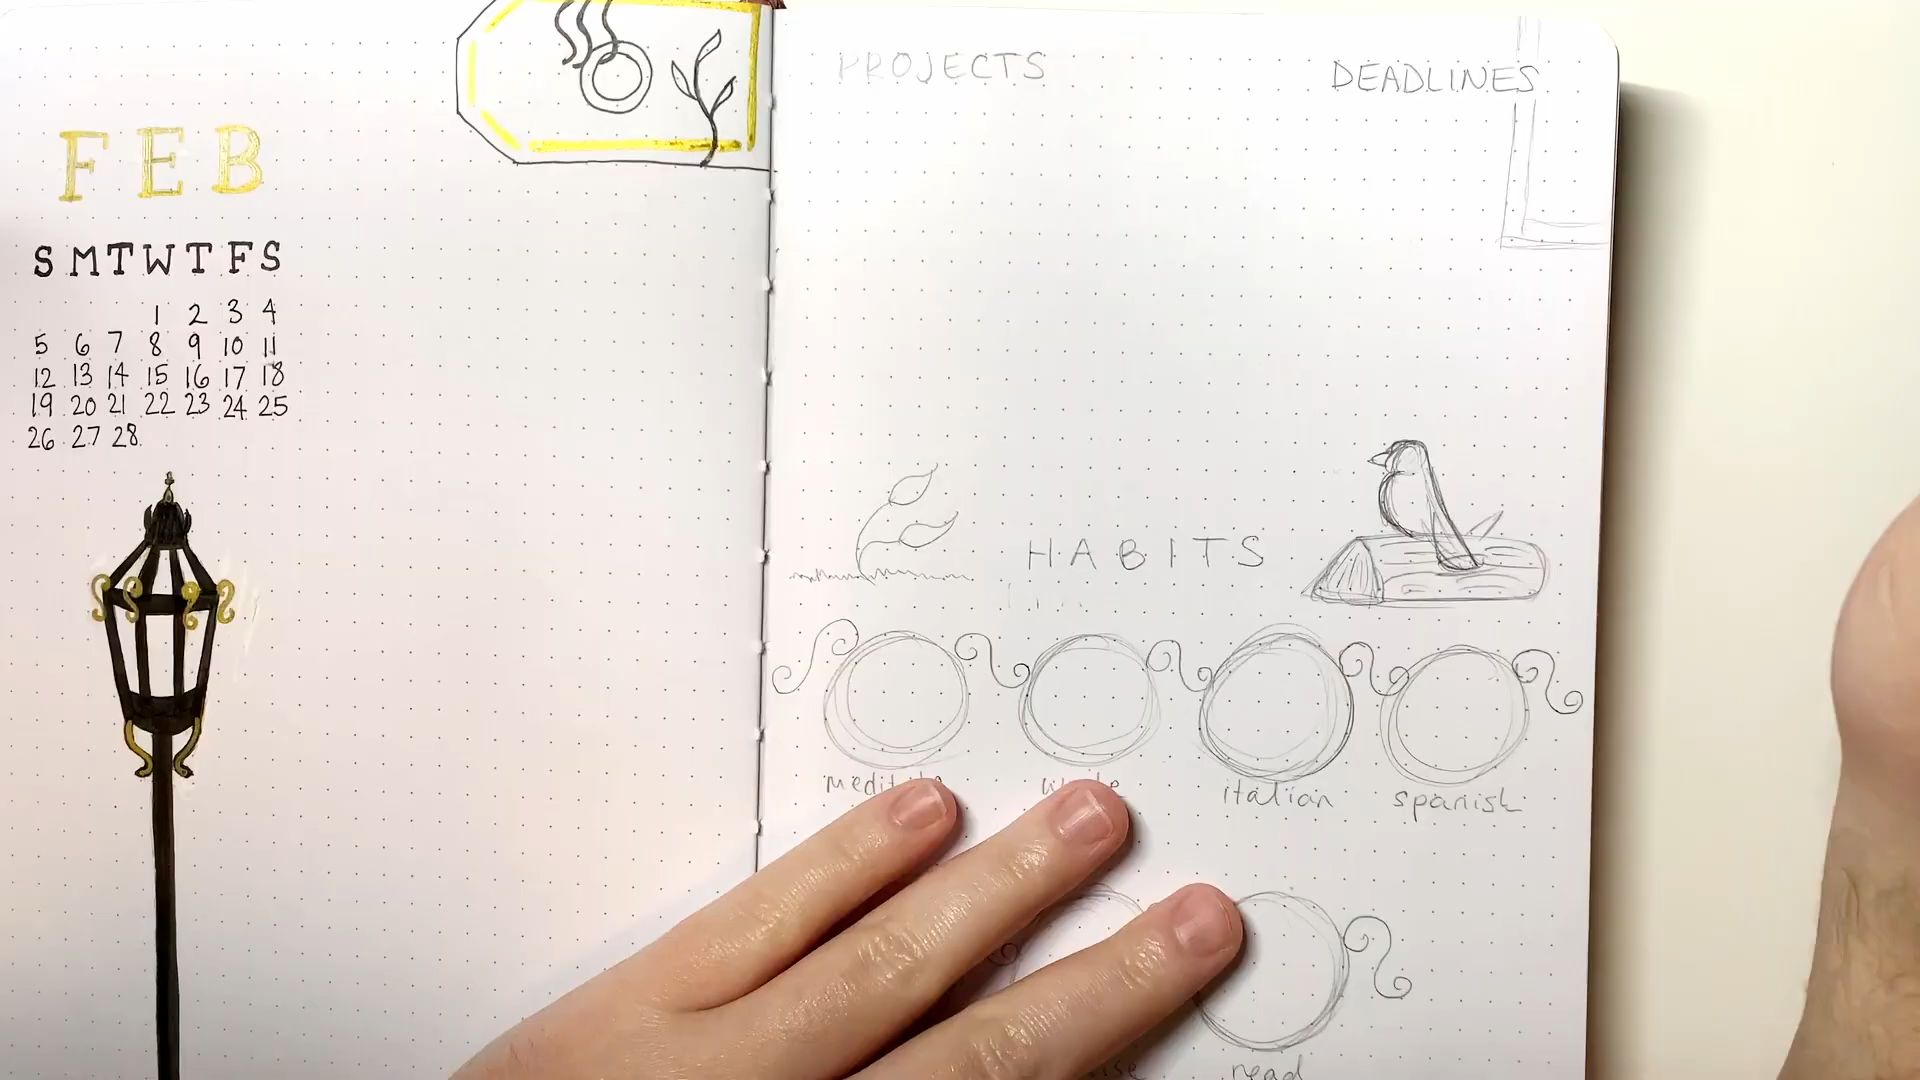 FEB
S M T W T F S
1 2 3 4
5 6 7 8 9 10 11
12 13 14 15 16 17 18
19 20 21 22 23 24 25
26 27 28
PROJECTS
DEADLINES
HABITS
italian
spanish
read